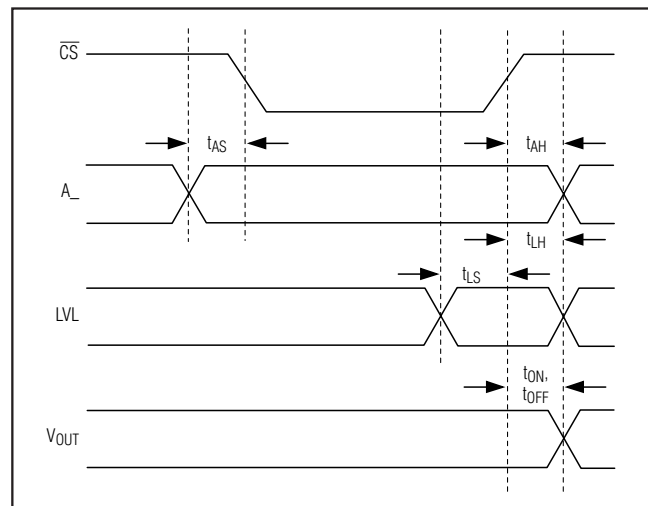 CS
tAS
tAH
A_
tLH
tLS
LVL
tON,
tOFF
VOUT